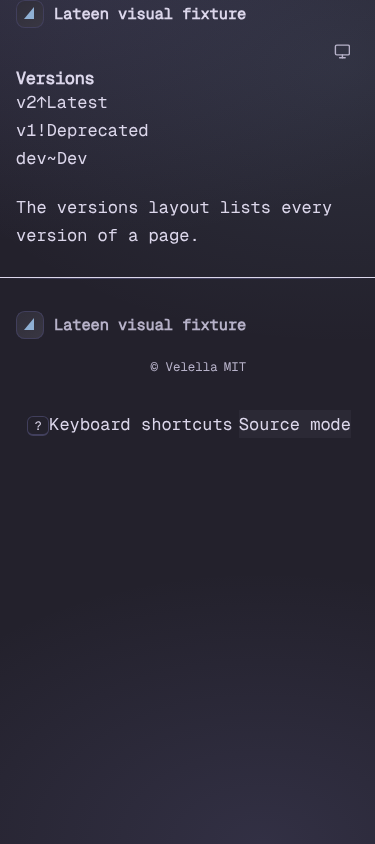 Lateen visual fixture
Versions
v2↑Latest
v1!Deprecated
dev~Dev
The versions layout lists every
version of a page.
Lateen visual fixture
© Velella MIT
?Keyboard shortcuts Source mode